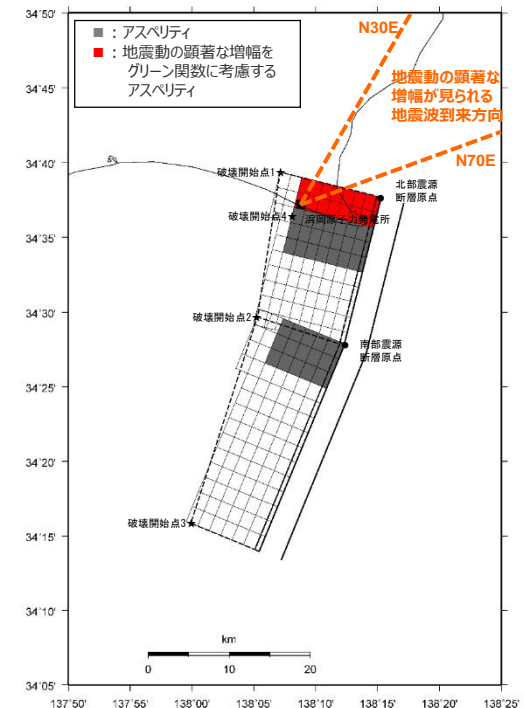 34˚50'
■：アスペリティ
■：地震動の顕著な増幅を
グリーン関数に考慮する
アスペリティ
N30E
34˚45'
地震動の顕著な
増幅が見られる
地震波到来方向
34˚40'
N70E
破壊開始点1
北部震源
断層原点
破壊開始点4
浜岡原子力発電所
34˚35'
34˚30'
破壊開始点2
南部震源
断層原点
34˚25'
34˚20'
34˚15'
破壊開始点3
34˚10'
km
0 10 20
34˚05'
137˚50' 137˚55' 138˚00' 138˚05' 138˚10' 138˚15' 138˚20' 138˚25'